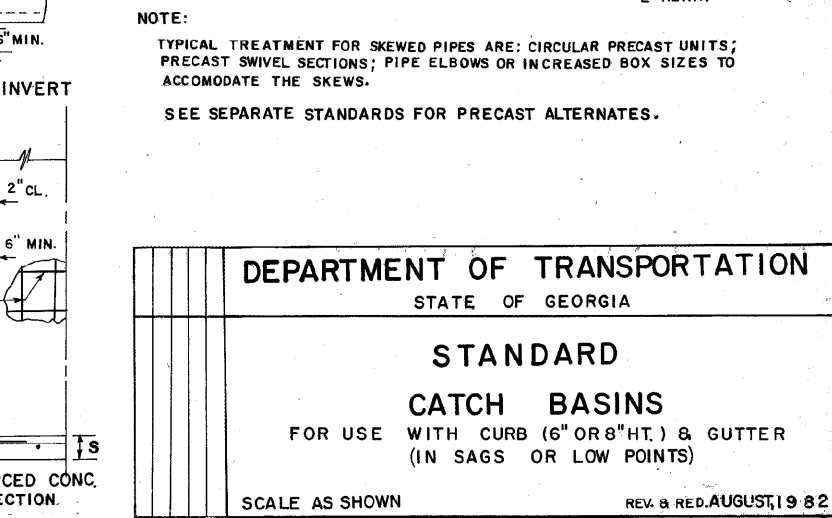 NOTE:
TYPICAL TREATMENT FOR SKEWED PIPES ARE: CIRCULAR PRECAST UNITS;
PRECAST SWIVEL SECTIONS; PIPE ELBOWS OR INCREASED BOX SIZES TO
ACCOMODATE THE SKEWS.
SEE SEPARATE STANDARDS FOR PRECAST ALTERNATES.
6" MIN.
INVERT
2" CL.
6" MIN.
S
CED CONC.
ECTION.
DEPARTMENT OF TRANSPORTATION
STATE OF GEORGIA
STANDARD
CATCH BASINS
FOR USE WITH CURB (6" OR 8" HT.) & GUTTER
(IN SAGS OR LOW POINTS)
SCALE AS SHOWN
REV. & RED. AUGUST, 1982